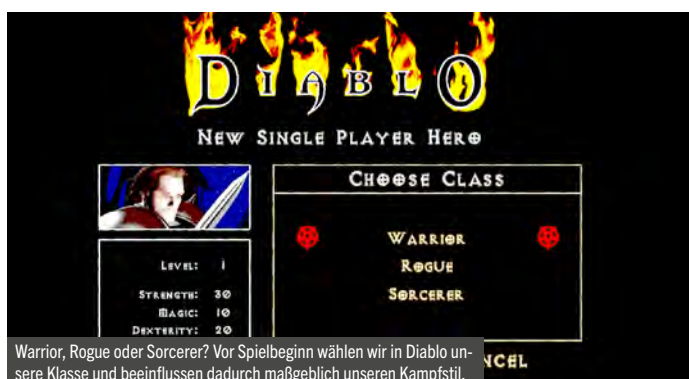 DIABLO
NEW SINGLE PLAYER HERO
CHOOSE CLASS
WARRIOR
ROGUE
SORCERER
LEVEL: 1
STRENGTH: 30
MAGIC: 10
DEXTERITY: 20
Warrior, Rogue oder Sorcerer? Vor Spielbeginn wählen wir in Diablo un-
sere Klasse und beeinflussen dadurch maßgeblich unseren Kampfstil.